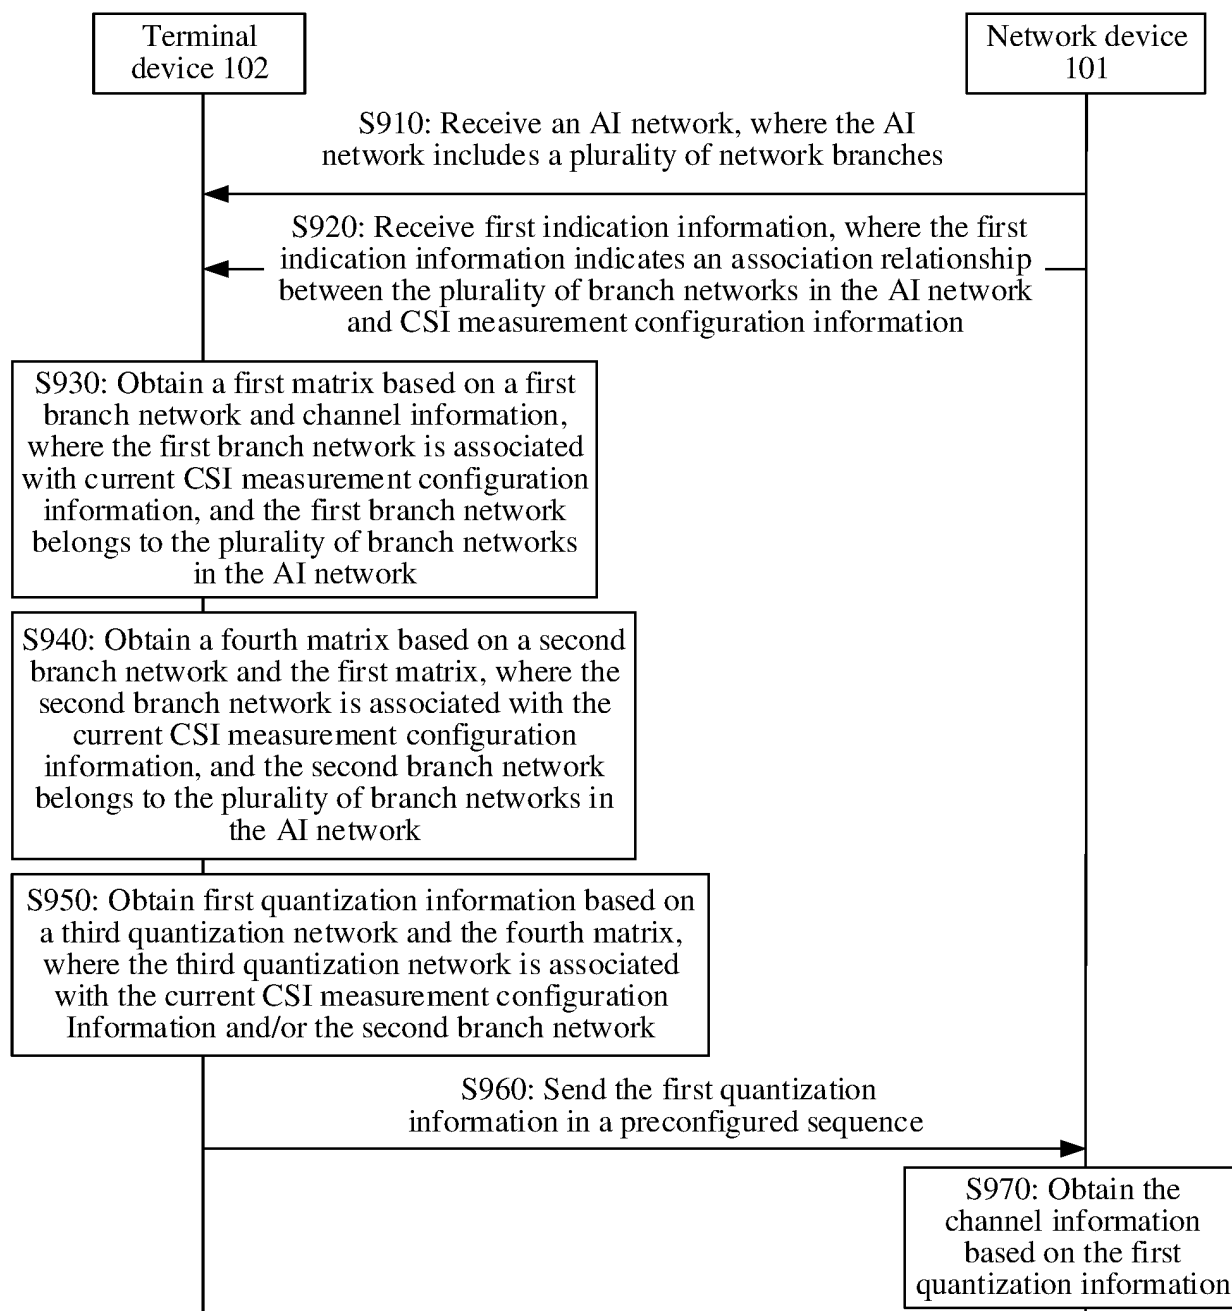 Terminal
device 102
Network device
101
S910: Receive an AI network, where the AI
network includes a plurality of network branches
S920: Receive first indication information, where the first
indication information indicates an association relationship
between the plurality of branch networks in the AI network
and CSI measurement configuration information
S930: Obtain a first matrix based on a first
branch network and channel information,
where the first branch network is associated
with current CSI measurement configuration
information, and the first branch network
belongs to the plurality of branch networks
in the AI network
S940: Obtain a fourth matrix based on a second
branch network and the first matrix, where the
second branch network is associated with the
current CSI measurement configuration
information, and the second branch network
belongs to the plurality of branch networks in
the AI network
S950: Obtain first quantization information based on
a third quantization network and the fourth matrix,
where the third quantization network is associated
with the current CSI measurement configuration
Information and/or the second branch network
S960: Send the first quantization
information in a preconfigured sequence
S970: Obtain the
channel information
based on the first
quantization information